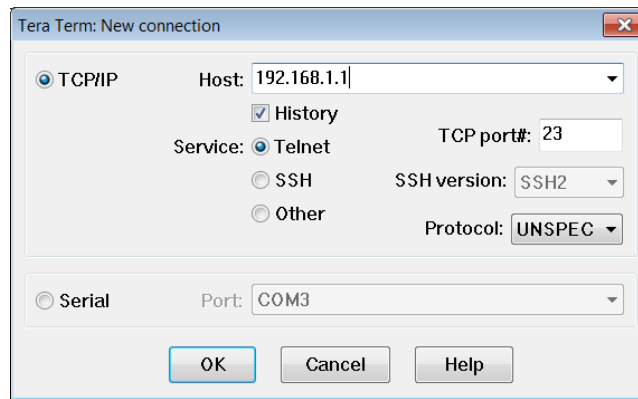 Tera Term: New connection
TCP/IP Host: 192.168.1.1
History
Service: Telnet TCP port#: 23
SSH SSH version: SSH2
Other Protocol: UNSPEC
Serial Port: COM3
OK Cancel Help